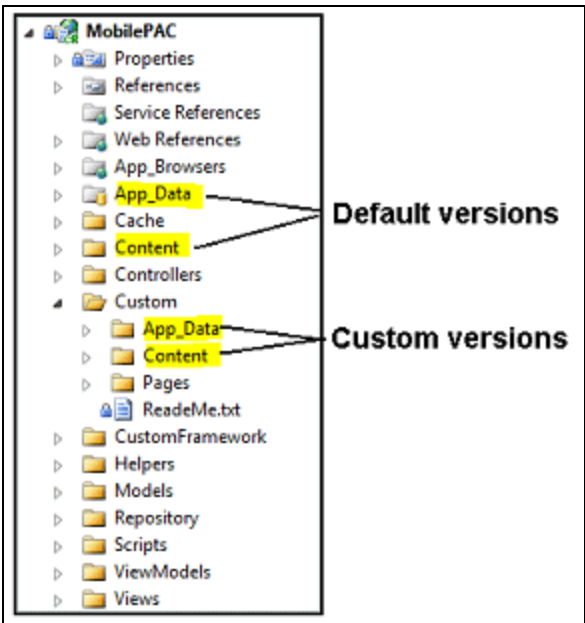 MobilePAC
Properties
References
Service References
Web References
App_Browsers
App_Data
Default versions
Cache
Content
Controllers
Custom
App_Data
Custom versions
Content
Pages
ReadeMe.txt
CustomFramework
Helpers
Models
Repository
Scripts
ViewModels
Views